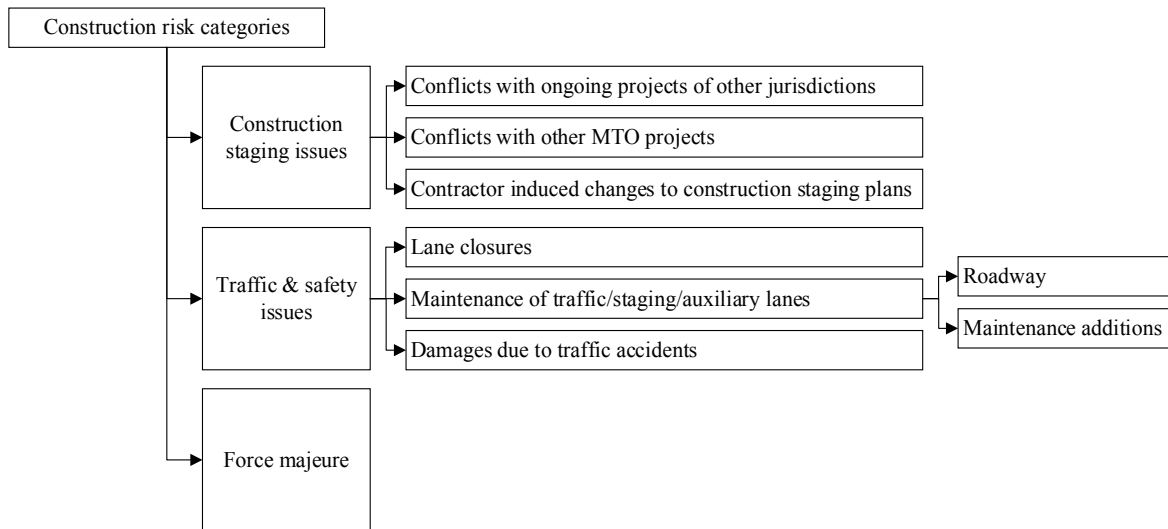 Construction risk categories
Construction
staging issues
Conflicts with ongoing projects of other jurisdictions
Conflicts with other MTO projects
Contractor induced changes to construction staging plans
Traffic & safety
issues
Lane closures
Maintenance of traffic/staging/auxiliary lanes
Damages due to traffic accidents
Roadway
Maintenance additions
Force majeure